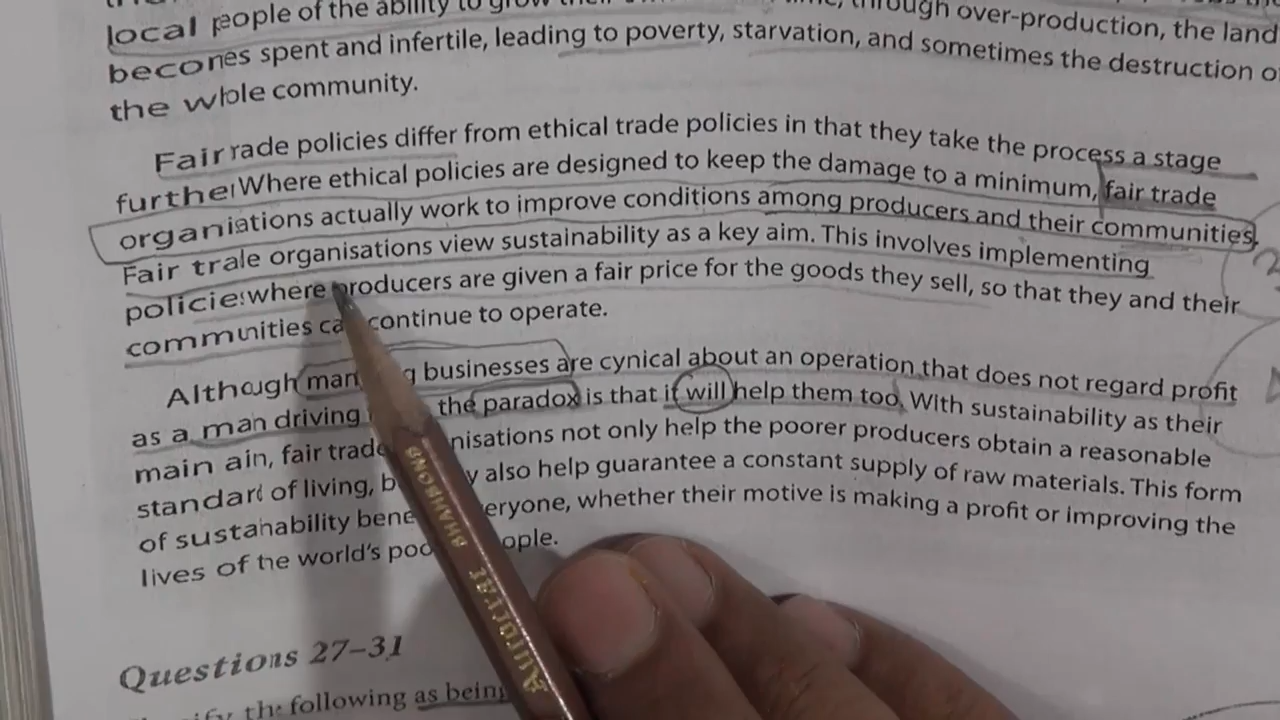 local people of the ability to grow
through over-production, the land
becomes spent and infertile, leading to poverty, starvation, and sometimes the destruction of
the whole community.
Fair trade policies differ from ethical trade policies in that they take the process a stage
further. Where ethical policies are designed to keep the damage to a minimum, fair trade
organisations actually work to improve conditions among producers and their communities.
Fair trade organisations view sustainability as a key aim. This involves implementing
policies where producers are given a fair price for the goods they sell, so that they and their
communities can continue to operate.
Although many businesses are cynical about an operation that does not regard profit
as a main driving the paradox is that it will help them too. With sustainability as their
main aim, fair trade organisations not only help the poorer producers obtain a reasonable
standard of living, also help guarantee a constant supply of raw materials. This form
of sustainability everyone, whether their motive is making a profit or improving the
lives of the world's people.
Questions 27–31
the following as being